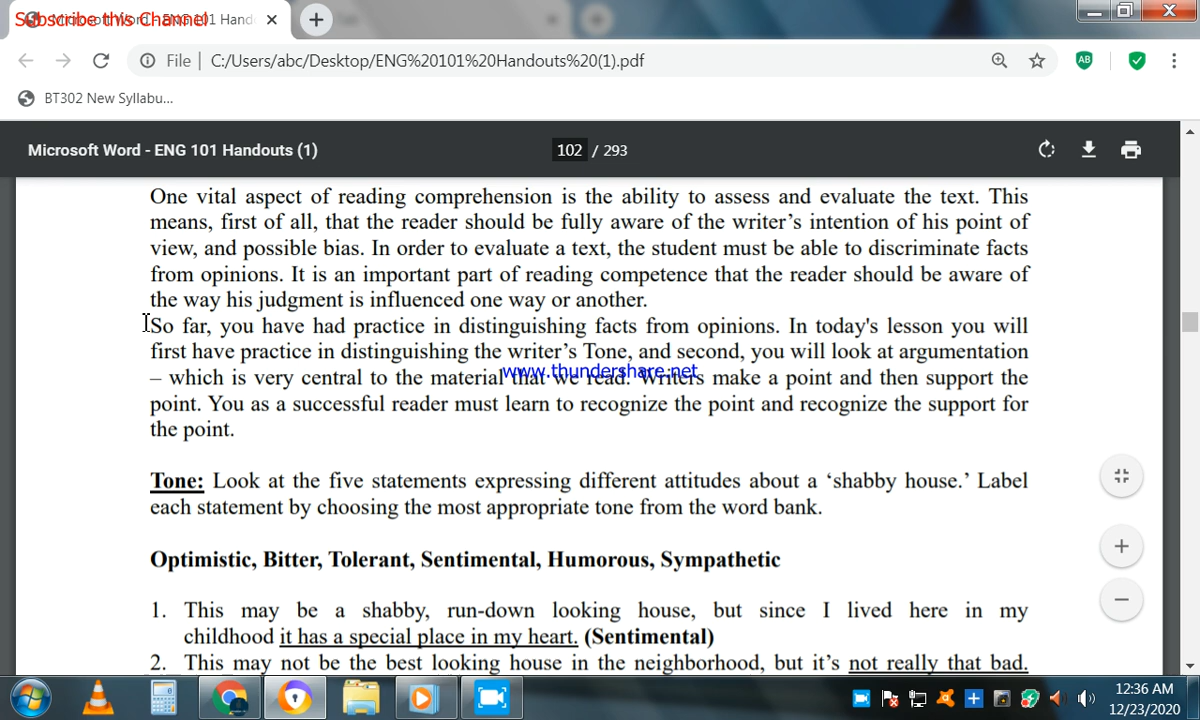 Subscribe this Channel!
Microsoft Word - ENG 101 Hand
File | C:/Users/abc/Desktop/ENG%20101%20Handouts%20(1).pdf
AB
BT302 New Syllabu...
Microsoft Word - ENG 101 Handouts (1)
102 / 293
One vital aspect of reading comprehension is the ability to assess and evaluate the text. This
means, first of all, that the reader should be fully aware of the writer's intention of his point of
view, and possible bias. In order to evaluate a text, the student must be able to discriminate facts
from opinions. It is an important part of reading competence that the reader should be aware of
the way his judgment is influenced one way or another.
So far, you have had practice in distinguishing facts from opinions. In today's lesson you will
first have practice in distinguishing the writer's Tone, and second, you will look at argumentation
www.thundershare.net
– which is very central to the material that we read. Writers make a point and then support the
point. You as a successful reader must learn to recognize the point and recognize the support for
the point.
Tone: Look at the five statements expressing different attitudes about a 'shabby house.' Label
each statement by choosing the most appropriate tone from the word bank.
Optimistic, Bitter, Tolerant, Sentimental, Humorous, Sympathetic
1. This may be a shabby, run-down looking house, but since I lived here in my
childhood it has a special place in my heart. (Sentimental)
2. This may not be the best looking house in the neighborhood, but it's not really that bad.
12:36 AM
12/23/2020